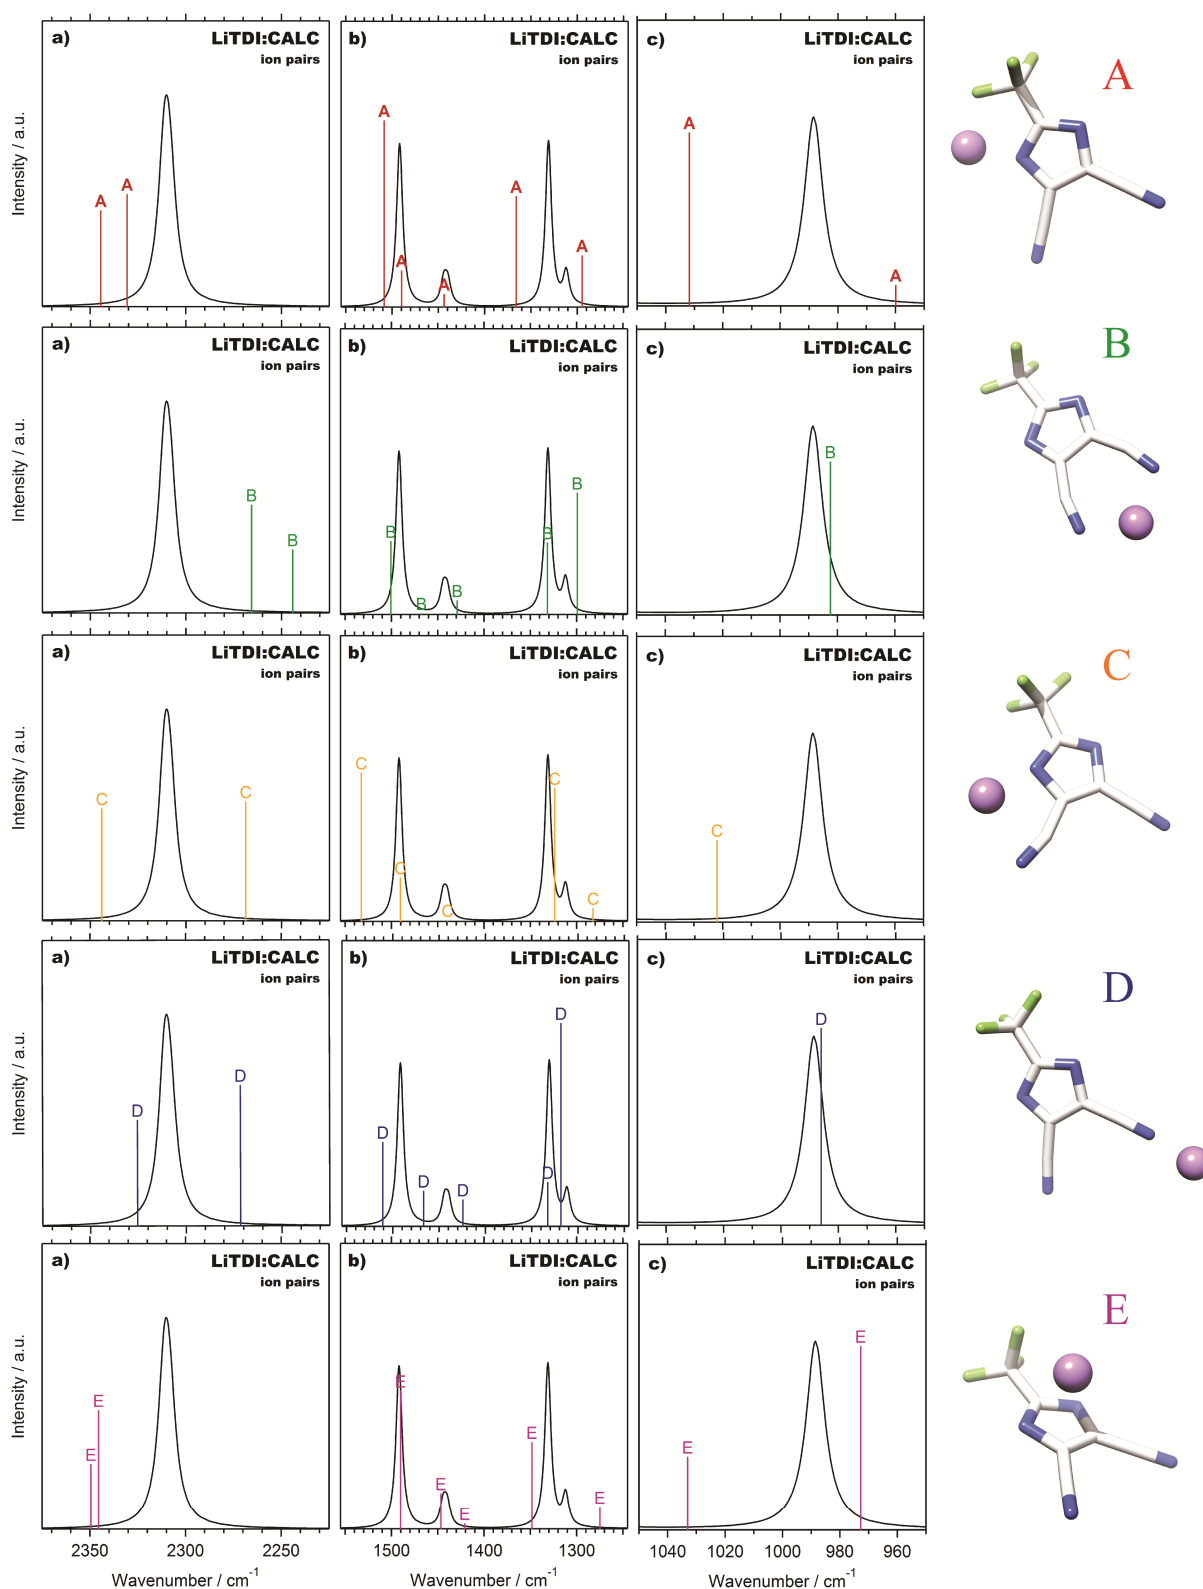 a) LiTDI:CALC
ion pairs
b) LiTDI:CALC
ion pairs
c) LiTDI:CALC
ion pairs
A
Intensity / a.u.
A A
A A A A A
A A
a) LiTDI:CALC
ion pairs
b) LiTDI:CALC
ion pairs
c) LiTDI:CALC
ion pairs
B
Intensity / a.u.
B B
B B B B B
B
a) LiTDI:CALC
ion pairs
b) LiTDI:CALC
ion pairs
c) LiTDI:CALC
ion pairs
C
Intensity / a.u.
C C
C C C C C
C
a) LiTDI:CALC
ion pairs
b) LiTDI:CALC
ion pairs
c) LiTDI:CALC
ion pairs
D
Intensity / a.u.
D D
D D D D D
D
a) LiTDI:CALC
ion pairs
b) LiTDI:CALC
ion pairs
c) LiTDI:CALC
ion pairs
E
Intensity / a.u.
E E
E E E E E
E E
2350 2300 2250
1500 1400 1300
1040 1020 1000 980 960
Wavenumber / cm⁻¹
Wavenumber / cm⁻¹
Wavenumber / cm⁻¹